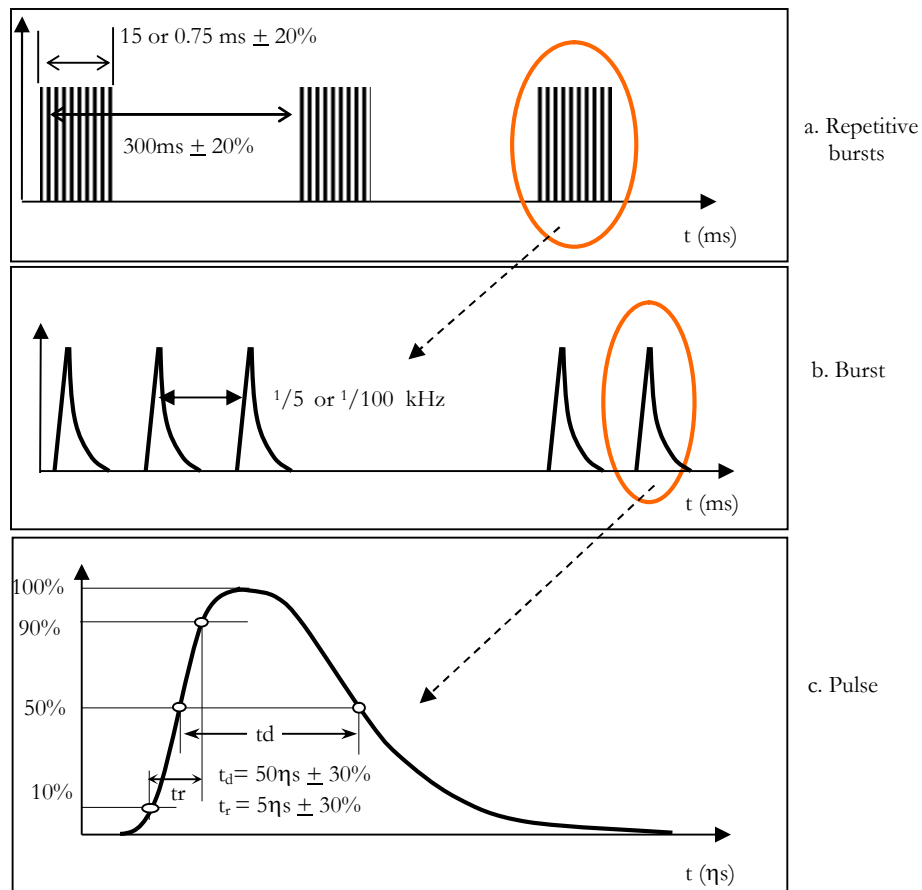 15 or 0.75 ms ± 20%
300ms ± 20%
t (ms)
a. Repetitive
bursts
1/5 or 1/100 kHz
t (ms)
b. Burst
100%
90%
50%
10%
td
tr
td= 50ηs ± 30%
tr = 5ηs ± 30%
t (ηs)
c. Pulse